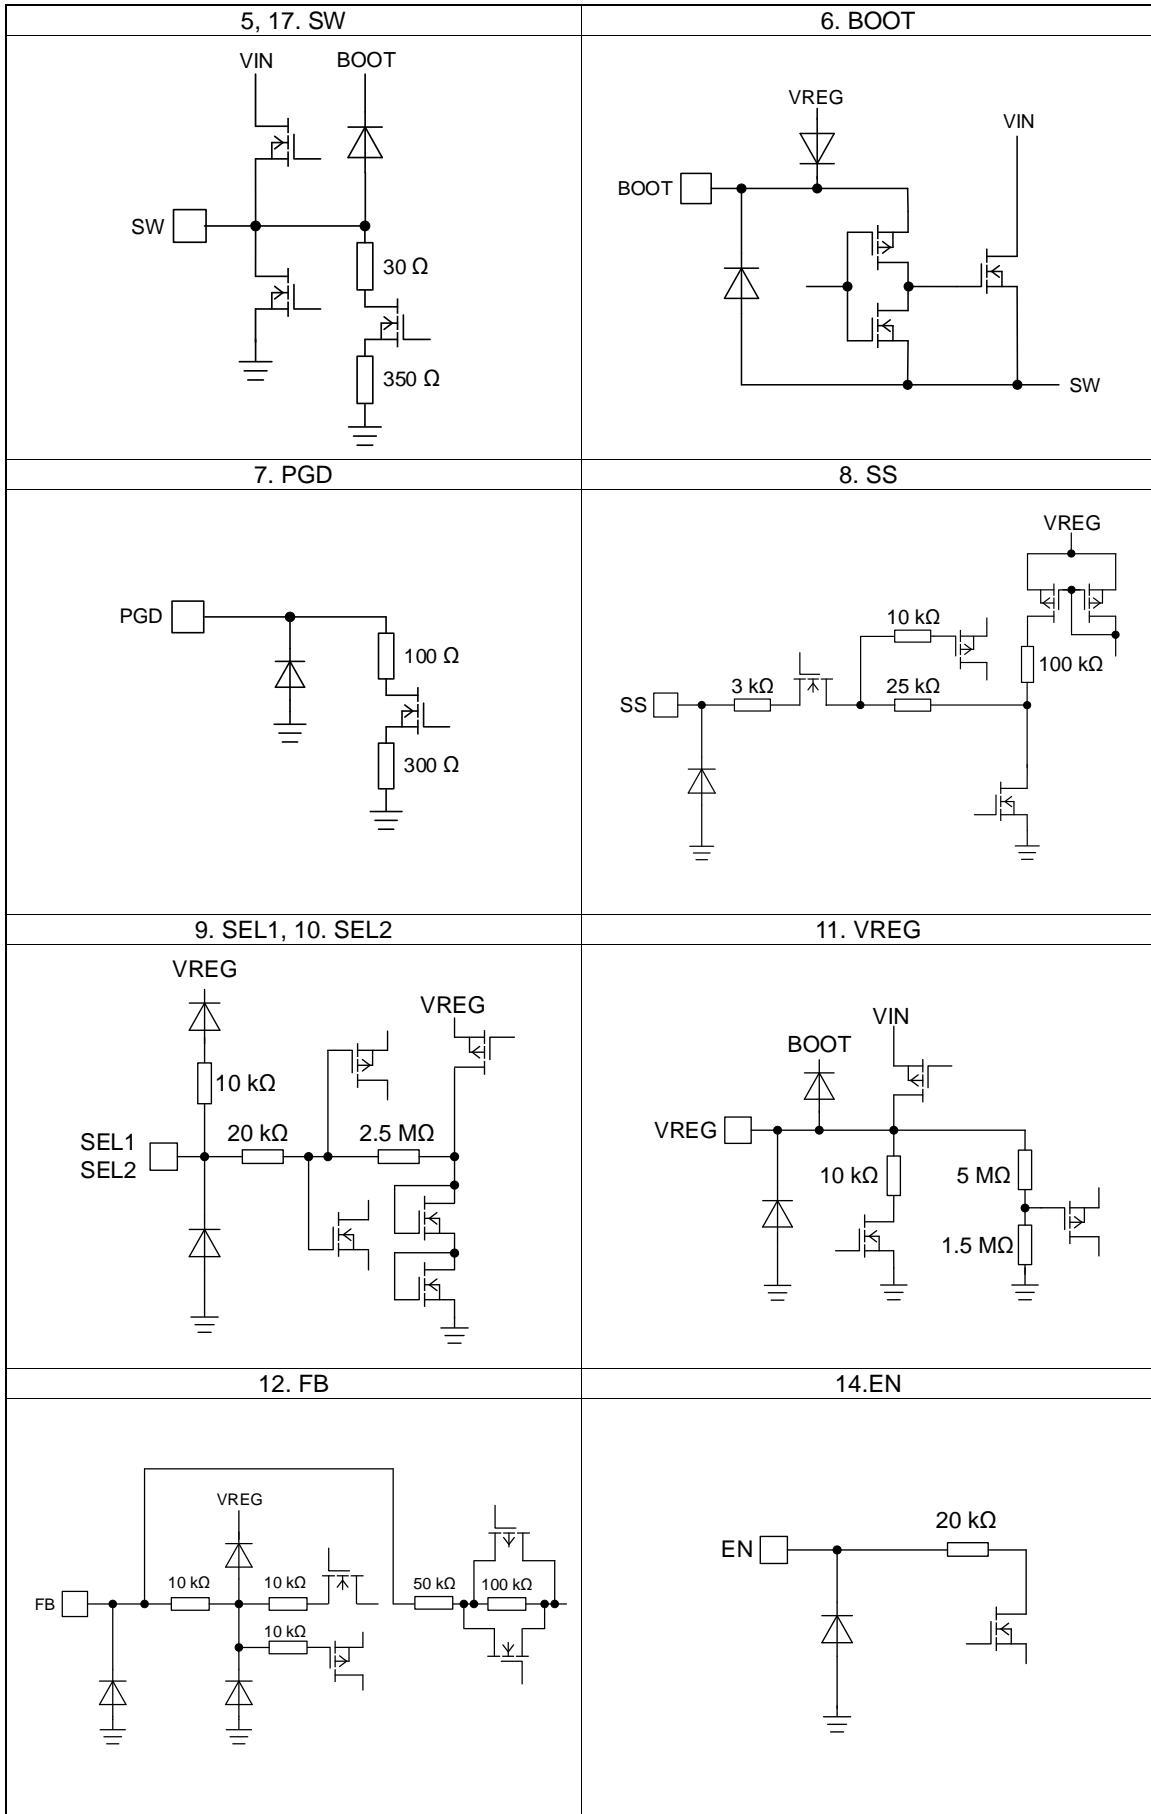 5, 17. SW
6. BOOT
VIN
BOOT
SW
30 Ω
350 Ω
VREG
VIN
BOOT
SW
7. PGD
8. SS
PGD
100 Ω
300 Ω
VREG
10 kΩ
100 kΩ
3 kΩ
25 kΩ
SS
9. SEL1, 10. SEL2
11. VREG
VREG
VREG
10 kΩ
20 kΩ
2.5 MΩ
SEL1
SEL2
VIN
BOOT
VREG
10 kΩ
5 MΩ
1.5 MΩ
12. FB
14.EN
VREG
10 kΩ
10 kΩ
50 kΩ
100 kΩ
FB
10 kΩ
20 kΩ
EN